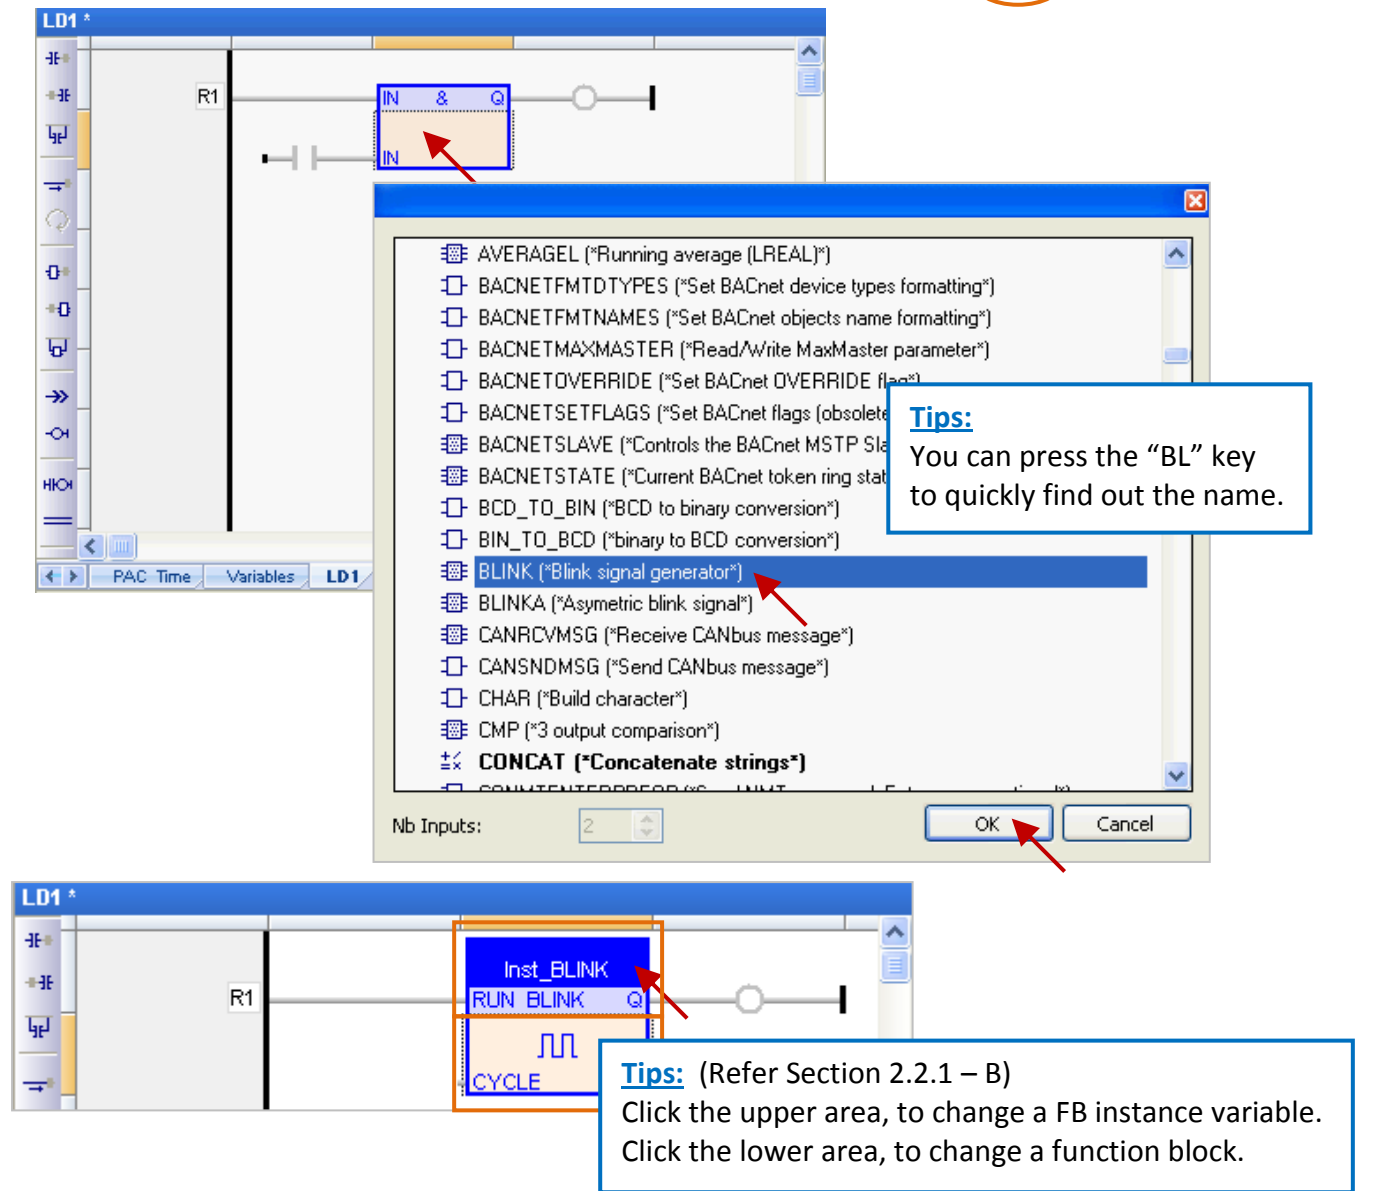 LD1 *
R1
IN & Q
IN
AVERAGEL (*Running average (LREAL)*)
BACNETFMTDTYPES (*Set BACnet device types formatting*)
BACNETFMTNAMES (*Set BACnet objects name formatting*)
BACNETMAXMASTER (*Read/Write MaxMaster parameter*)
BACNETOVERRIDE (*Set BACnet OVERRIDE flag*)
BACNETSETFLAGS (*Set BACnet flags (obsolete
BACNETSLAVE (*Controls the BACnet MSTP Sla
BACNETSTATE (*Current BACnet token ring stat
BCD_TO_BIN (*BCD to binary conversion*)
BIN_TO_BCD (*binary to BCD conversion*)
BLINK (*Blink signal generator*)
BLINKA (*Asymetric blink signal*)
CANRCVMSG (*Receive CANbus message*)
CANSNDMSG (*Send CANbus message*)
CHAR (*Build character*)
CMP (*3 output comparison*)
CONCAT (*Concatenate strings*)
Tips:
You can press the “BL” key
to quickly find out the name.
PAC Time Variables LD1
Nb Inputs: 2 OK Cancel
LD1 *
R1
Inst_BLINK
RUN BLINK Q
CYCLE
Tips: (Refer Section 2.2.1 – B)
Click the upper area, to change a FB instance variable.
Click the lower area, to change a function block.